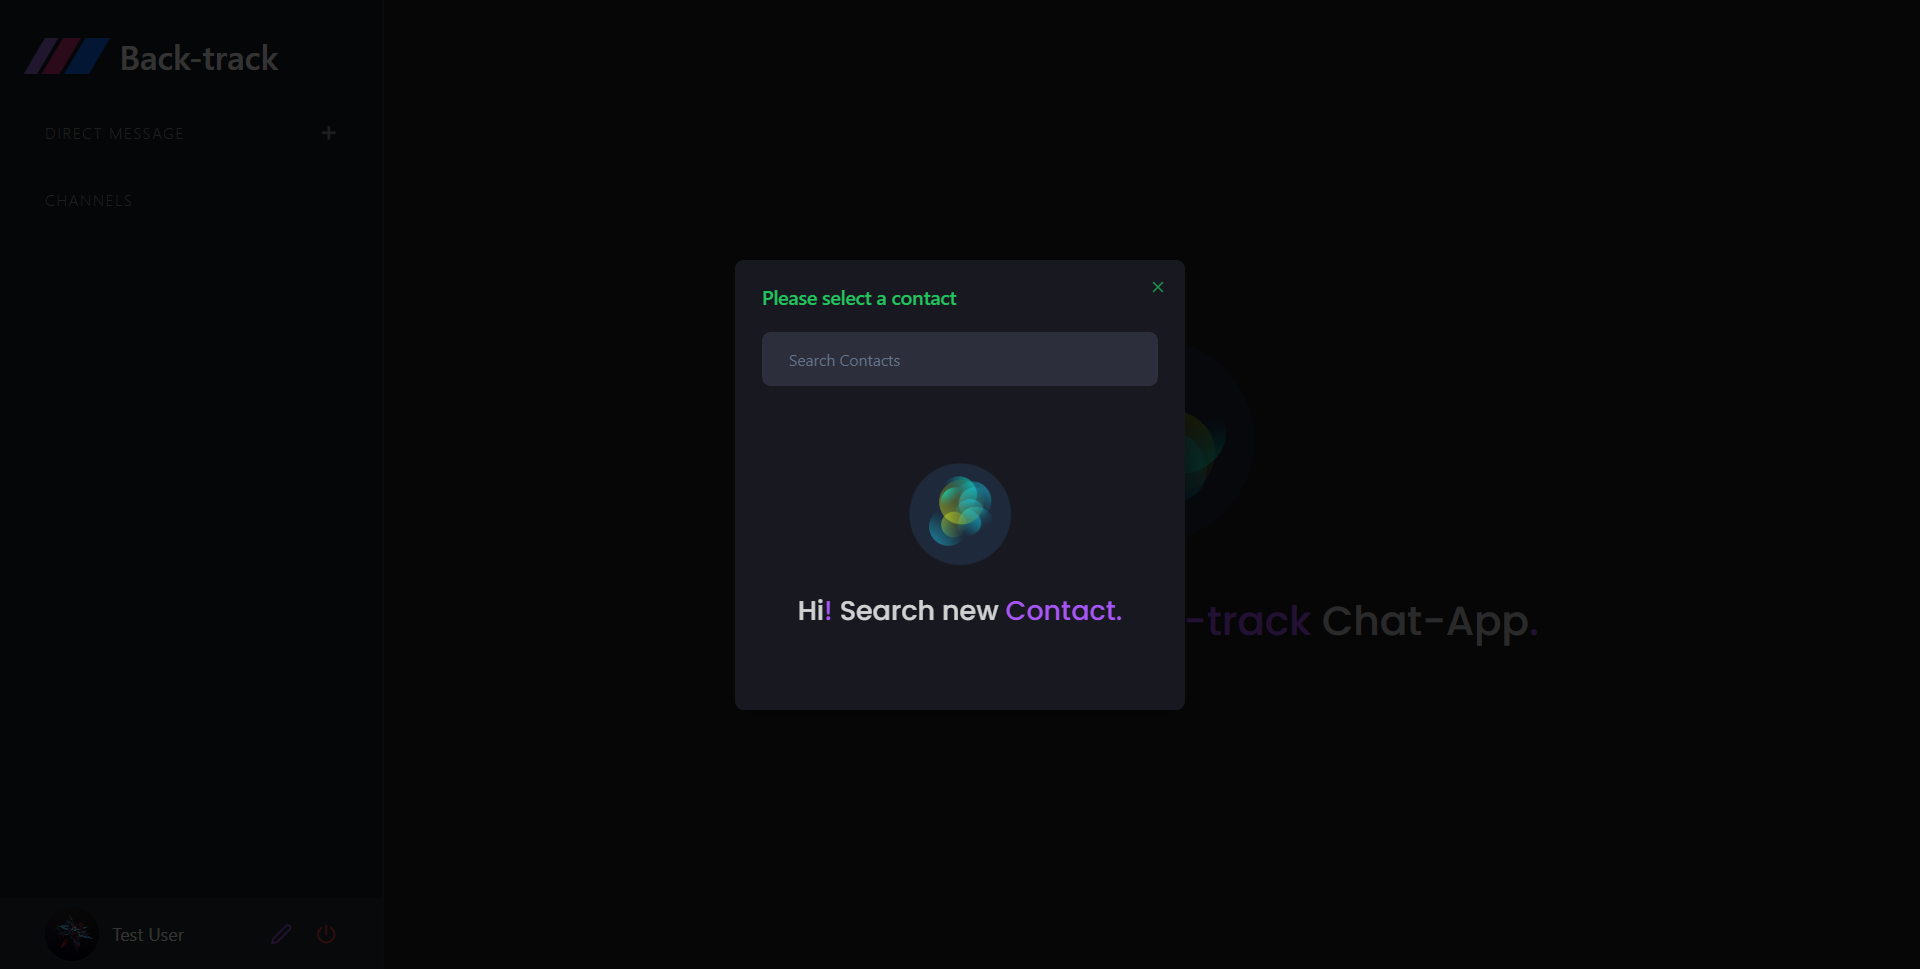 Back-track
DIRECT MESSAGE
CHANNELS
Please select a contact
Search Contacts
Hi! Search new Contact.
-track Chat-App.
Test User